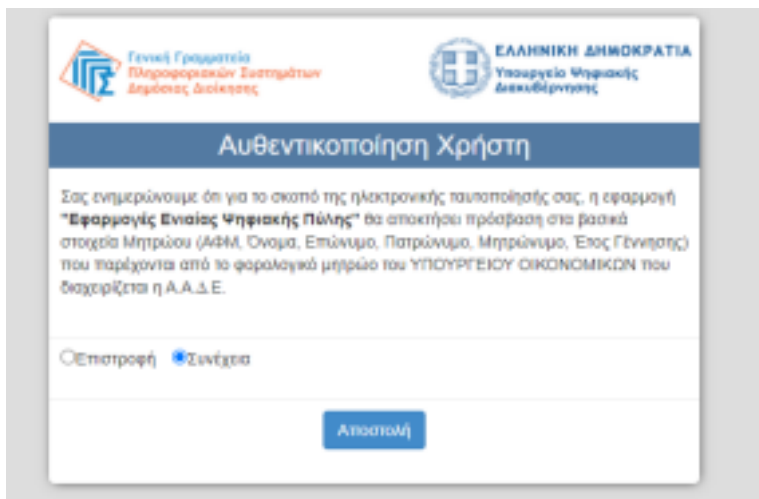 Γενική Γραμματεία
Πληροφοριακών Συστημάτων
Δημόσιας Διοίκησης
ΕΛΛΗΝΙΚΗ ΔΗΜΟΚΡΑΤΙΑ
Υπουργείο Ψηφιακής
Διακυβέρνησης
Αυθεντικοποίηση Χρήστη
Σας ενημερώνουμε ότι για το σκοπό της ηλεκτρονικής ταυτοποίησής σας, η εφαρμογή
"Εφαρμογές Ενιαίας Ψηφιακής Πύλης" θα αποκτήσει πρόσβαση στα βασικά
στοιχεία Μητρώου (ΑΦΜ, Όνομα, Επώνυμο, Πατρώνυμο, Μητρώνυμο, Έτος Γέννησης)
που παρέχονται από το φορολογικό μητρώο του ΥΠΟΥΡΓΕΙΟΥ ΟΙΚΟΝΟΜΙΚΩΝ που
διαχειρίζεται η Α.Α.Δ.Ε.
Επιστροφή Συνέχεια
Αποστολή